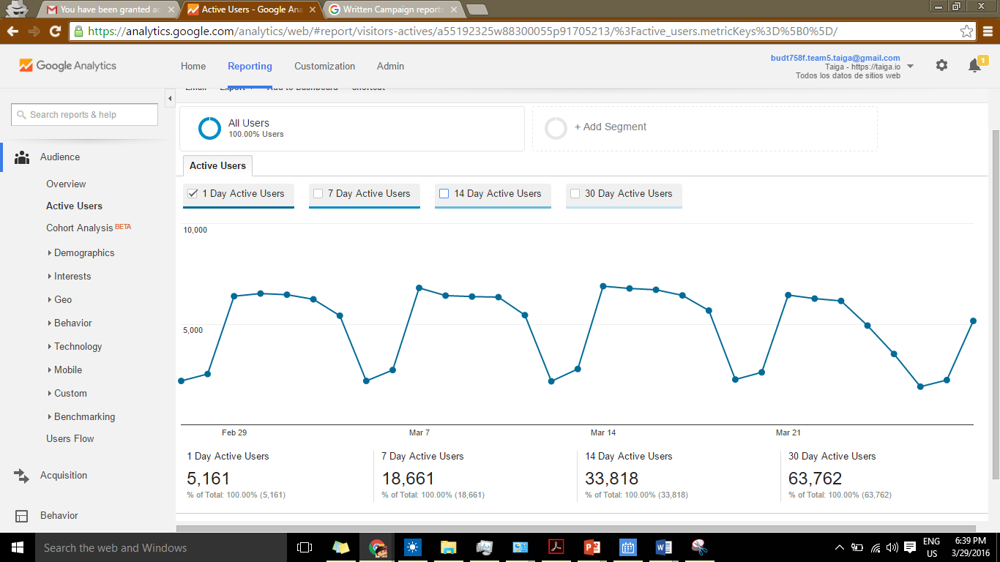 You have been granted ac
Active Users - Google Ana
Written Campaign reports
https://analytics.google.com/analytics/web/#report/visitors-actives/a55192325w88300055p91705213/%3Factive_users.metricKeys%3D%5B0%5D/
Google Analytics
Home
Reporting
Customization
Admin
budt758f.team5.taiga@gmail.com
Taiga - https://taiga.io
Todos los datos de sitios web
1
Email
Export
Add to Dashboard
Shortcut
Search reports & help
All Users
100.00% Users
+ Add Segment
Audience
Overview
Active Users
Cohort Analysis BETA
Demographics
Interests
Geo
Behavior
Technology
Mobile
Custom
Benchmarking
Users Flow
Acquisition
Behavior
Active Users
1 Day Active Users
7 Day Active Users
14 Day Active Users
30 Day Active Users
10,000
5,000
Feb 29
Mar 7
Mar 14
Mar 21
1 Day Active Users
5,161
% of Total: 100.00% (5,161)
7 Day Active Users
18,661
% of Total: 100.00% (18,661)
14 Day Active Users
33,818
% of Total: 100.00% (33,818)
30 Day Active Users
63,762
% of Total: 100.00% (63,762)
Search the web and Windows
ENG
US
6:39 PM
3/29/2016